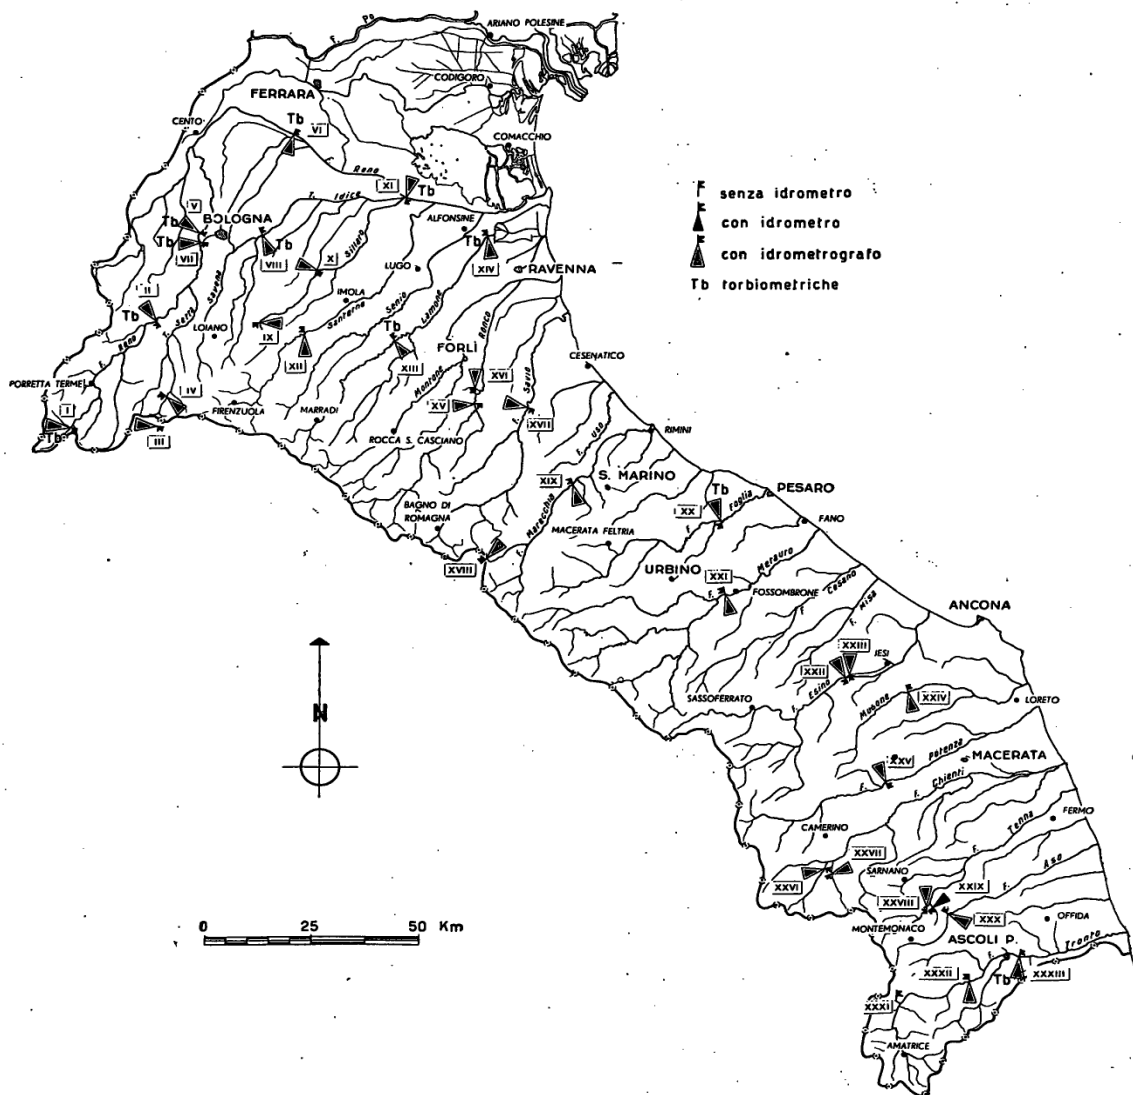 F. Po
ARIANO POLESINE
CODIGORO
FERRARA
CENTO
Tb
VI
COMACCHIO
Reno
XI
Tb
T. Idice
V
Tb
BOLOGNA
ALFONSINE
Tb
VII
Tb
VIII
X
Sillaro
Tb
XIV
RAVENNA
LUGO
II
Savena
IMOLA
Santerno
Senio
Lamone
Tb
F. Reno
T. Setta
LOIANO
IX
XII
Tb
XIII
FORLÌ
Ronco
CESENATICO
PORRETTA TERME
IV
Montone
XVI
Savio
F.
I
Tb
III
FIRENZUOLA
MARRADI
XV
XVII
ROCCA S. CASCIANO
F. Uso
RIMINI
XIX
S. MARINO
BAGNO DI
ROMAGNA
F. Marecchia
XX
Tb
F. Foglia
PESARO
MACERATA FELTRIA
FANO
XVIII
URBINO
XXI
F. Metauro
FOSSOMBRONE
F. Cesano
F. Misa
ANCONA
XXII
XXIII
JESI
F. Esino
SASSOFERRATO
Musone
XXIV
LORETO
XXV
F. Potenza
MACERATA
F. Chienti
CAMERINO
F. Tenna
FERMO
XXVI
XXVII
SARNANO
F. Aso
XXVIII
XXIX
XXX
OFFIDA
MONTEMONACO
ASCOLI P.
F. Tronto
XXXII
Tb
XXXIII
XXXI
AMATRICE
senza idrometro
con idrometro
con idrometrografo
Tb torbiometriche
N
0 25 50 Km